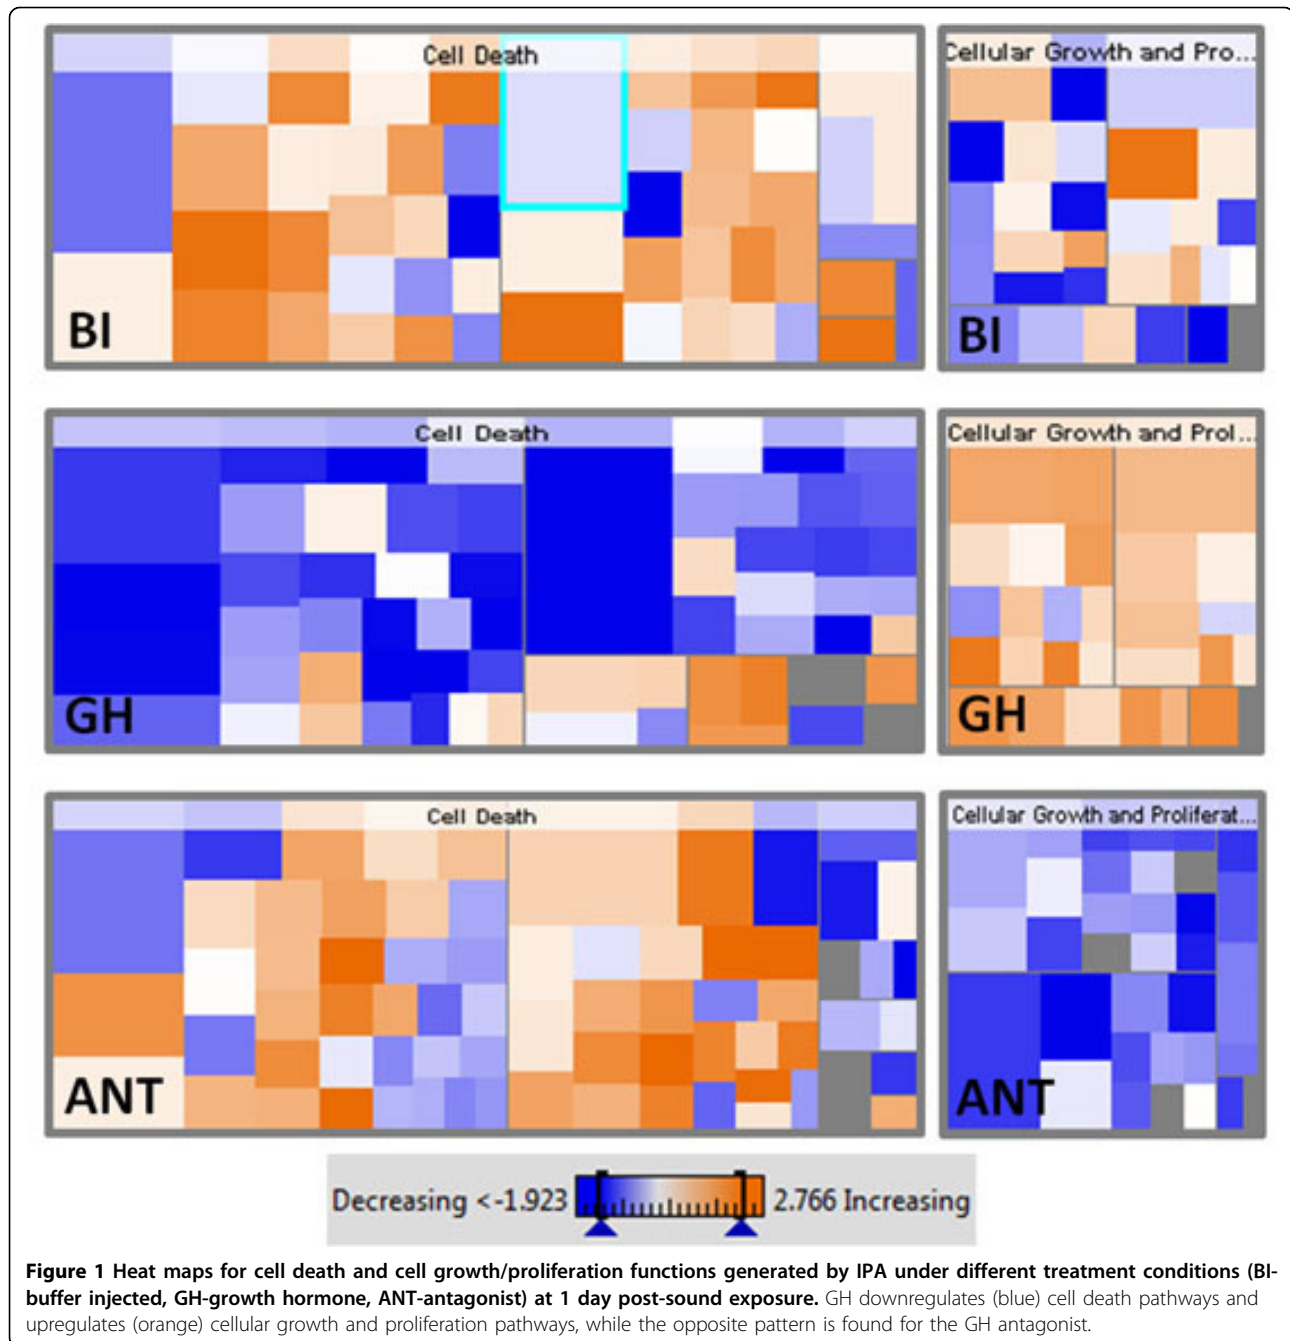 Cell Death
Cellular Growth and Pro...
BI
BI
Cell Death
Cellular Growth and Prol...
GH
GH
Cell Death
Cellular Growth and Proliferat...
ANT
ANT
Decreasing <-1.923 2.766 Increasing
Figure 1 Heat maps for cell death and cell growth/proliferation functions generated by IPA under different treatment conditions (BI-
buffer injected, GH-growth hormone, ANT-antagonist) at 1 day post-sound exposure. GH downregulates (blue) cell death pathways and
upregulates (orange) cellular growth and proliferation pathways, while the opposite pattern is found for the GH antagonist.